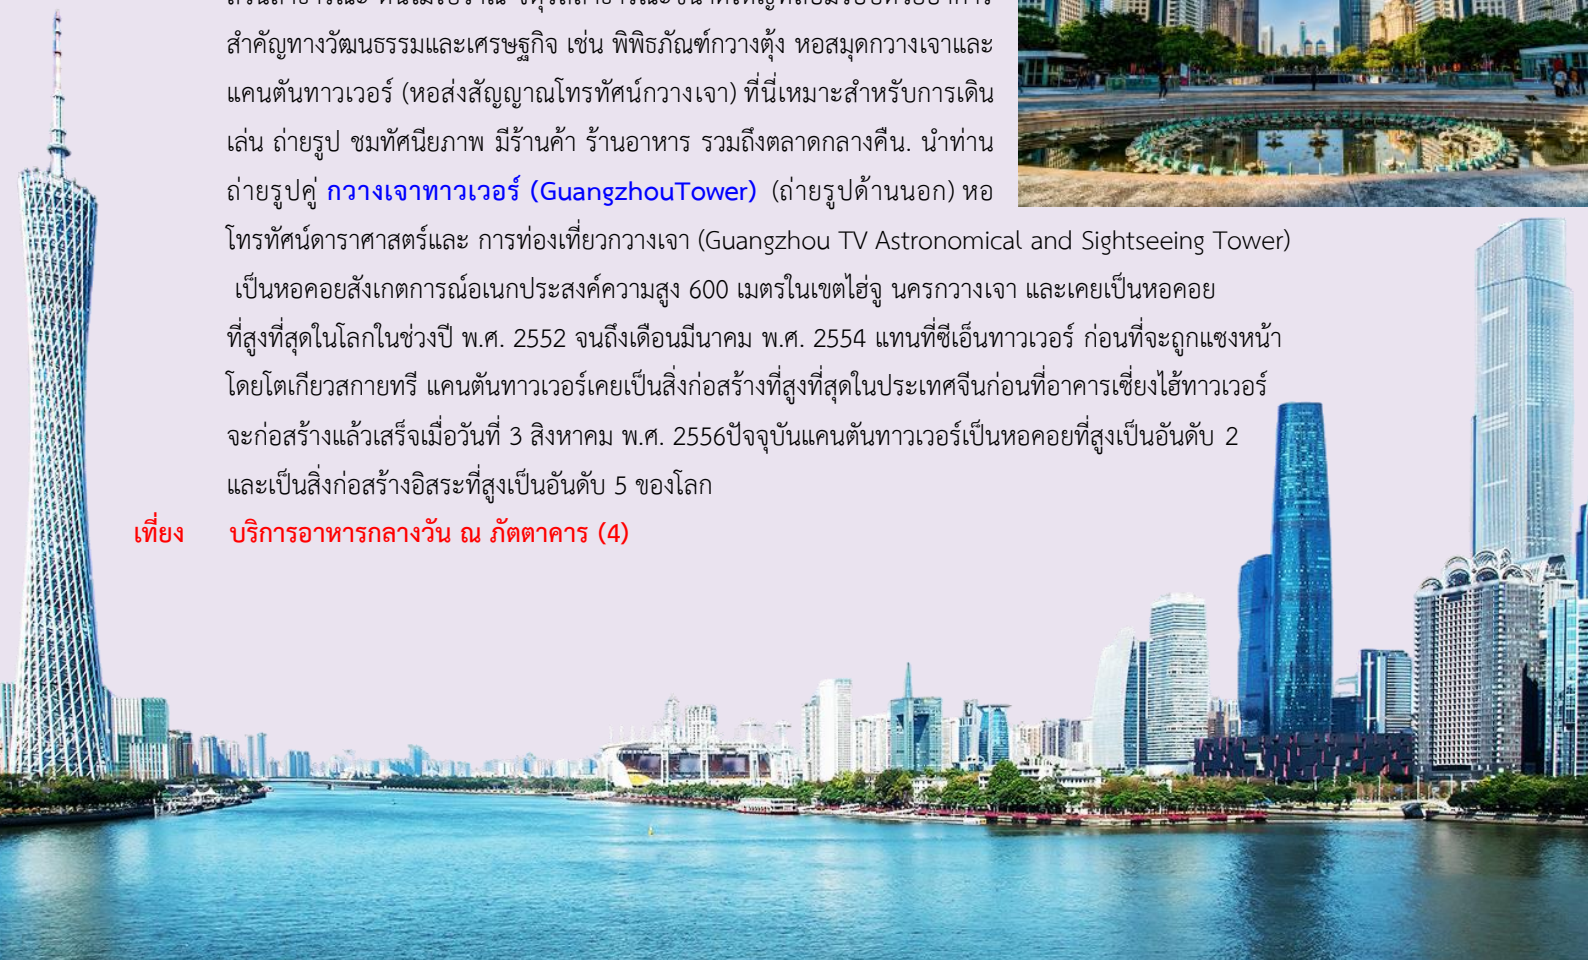 สำคัญทางวัฒนธรรมและเศรษฐกิจ เช่น พิพิธภัณฑ์กวางตุ้ง หอสมุดกวางเจาและ
แคนตันทาวเวอร์ (หอส่งสัญญาณโทรทัศน์กวางเจา) ที่นี่เหมาะสำหรับการเดิน
เล่น ถ่ายรูป ชมทัศนียภาพ มีร้านค้า ร้านอาหาร รวมถึงตลาดกลางคืน. นำท่าน
ถ่ายรูปคู่ กวางเจาทาวเวอร์ (GuangzhouTower) (ถ่ายรูปด้านนอก) หอ
โทรทัศน์ดาราศาสตร์และ การท่องเที่ยวกวางเจา (Guangzhou TV Astronomical and Sightseeing Tower)
เป็นหอคอยสังเกตการณ์อเนกประสงค์ความสูง 600 เมตรในเขตไฮ่จู นครกวางเจา และเคยเป็นหอคอย
ที่สูงที่สุดในโลกในช่วงปี พ.ศ. 2552 จนถึงเดือนมีนาคม พ.ศ. 2554 แทนที่ซีเอ็นทาวเวอร์ ก่อนที่จะถูกแซงหน้า
โดยโตเกียวสกายทรี แคนตันทาวเวอร์เคยเป็นสิ่งก่อสร้างที่สูงที่สุดในประเทศจีนก่อนที่อาคารเซี่ยงไฮ้ทาวเวอร์
จะก่อสร้างแล้วเสร็จเมื่อวันที่ 3 สิงหาคม พ.ศ. 2556ปัจจุบันแคนตันทาวเวอร์เป็นหอคอยที่สูงเป็นอันดับ 2
และเป็นสิ่งก่อสร้างอิสระที่สูงเป็นอันดับ 5 ของโลก
เที่ยง บริการอาหารกลางวัน ณ ภัตตาคาร (4)